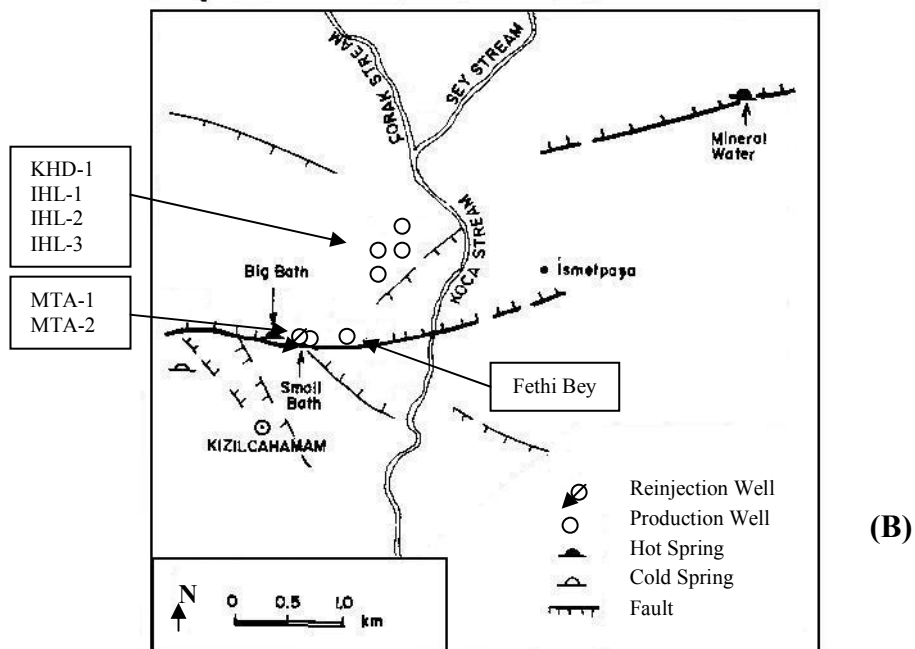 FORAK STREAM
SEY STREAM
Mineral
Water
KHD-1
IHL-1
IHL-2
IHL-3
KOCA STREAM
Big Bath
İsmetpaşa
MTA-1
MTA-2
Small
Bath
Fethi Bey
KIZILCAHAMAM
Reinjection Well
Production Well
Hot Spring
Cold Spring
Fault
(B)
N
0 0.5 1.0
km